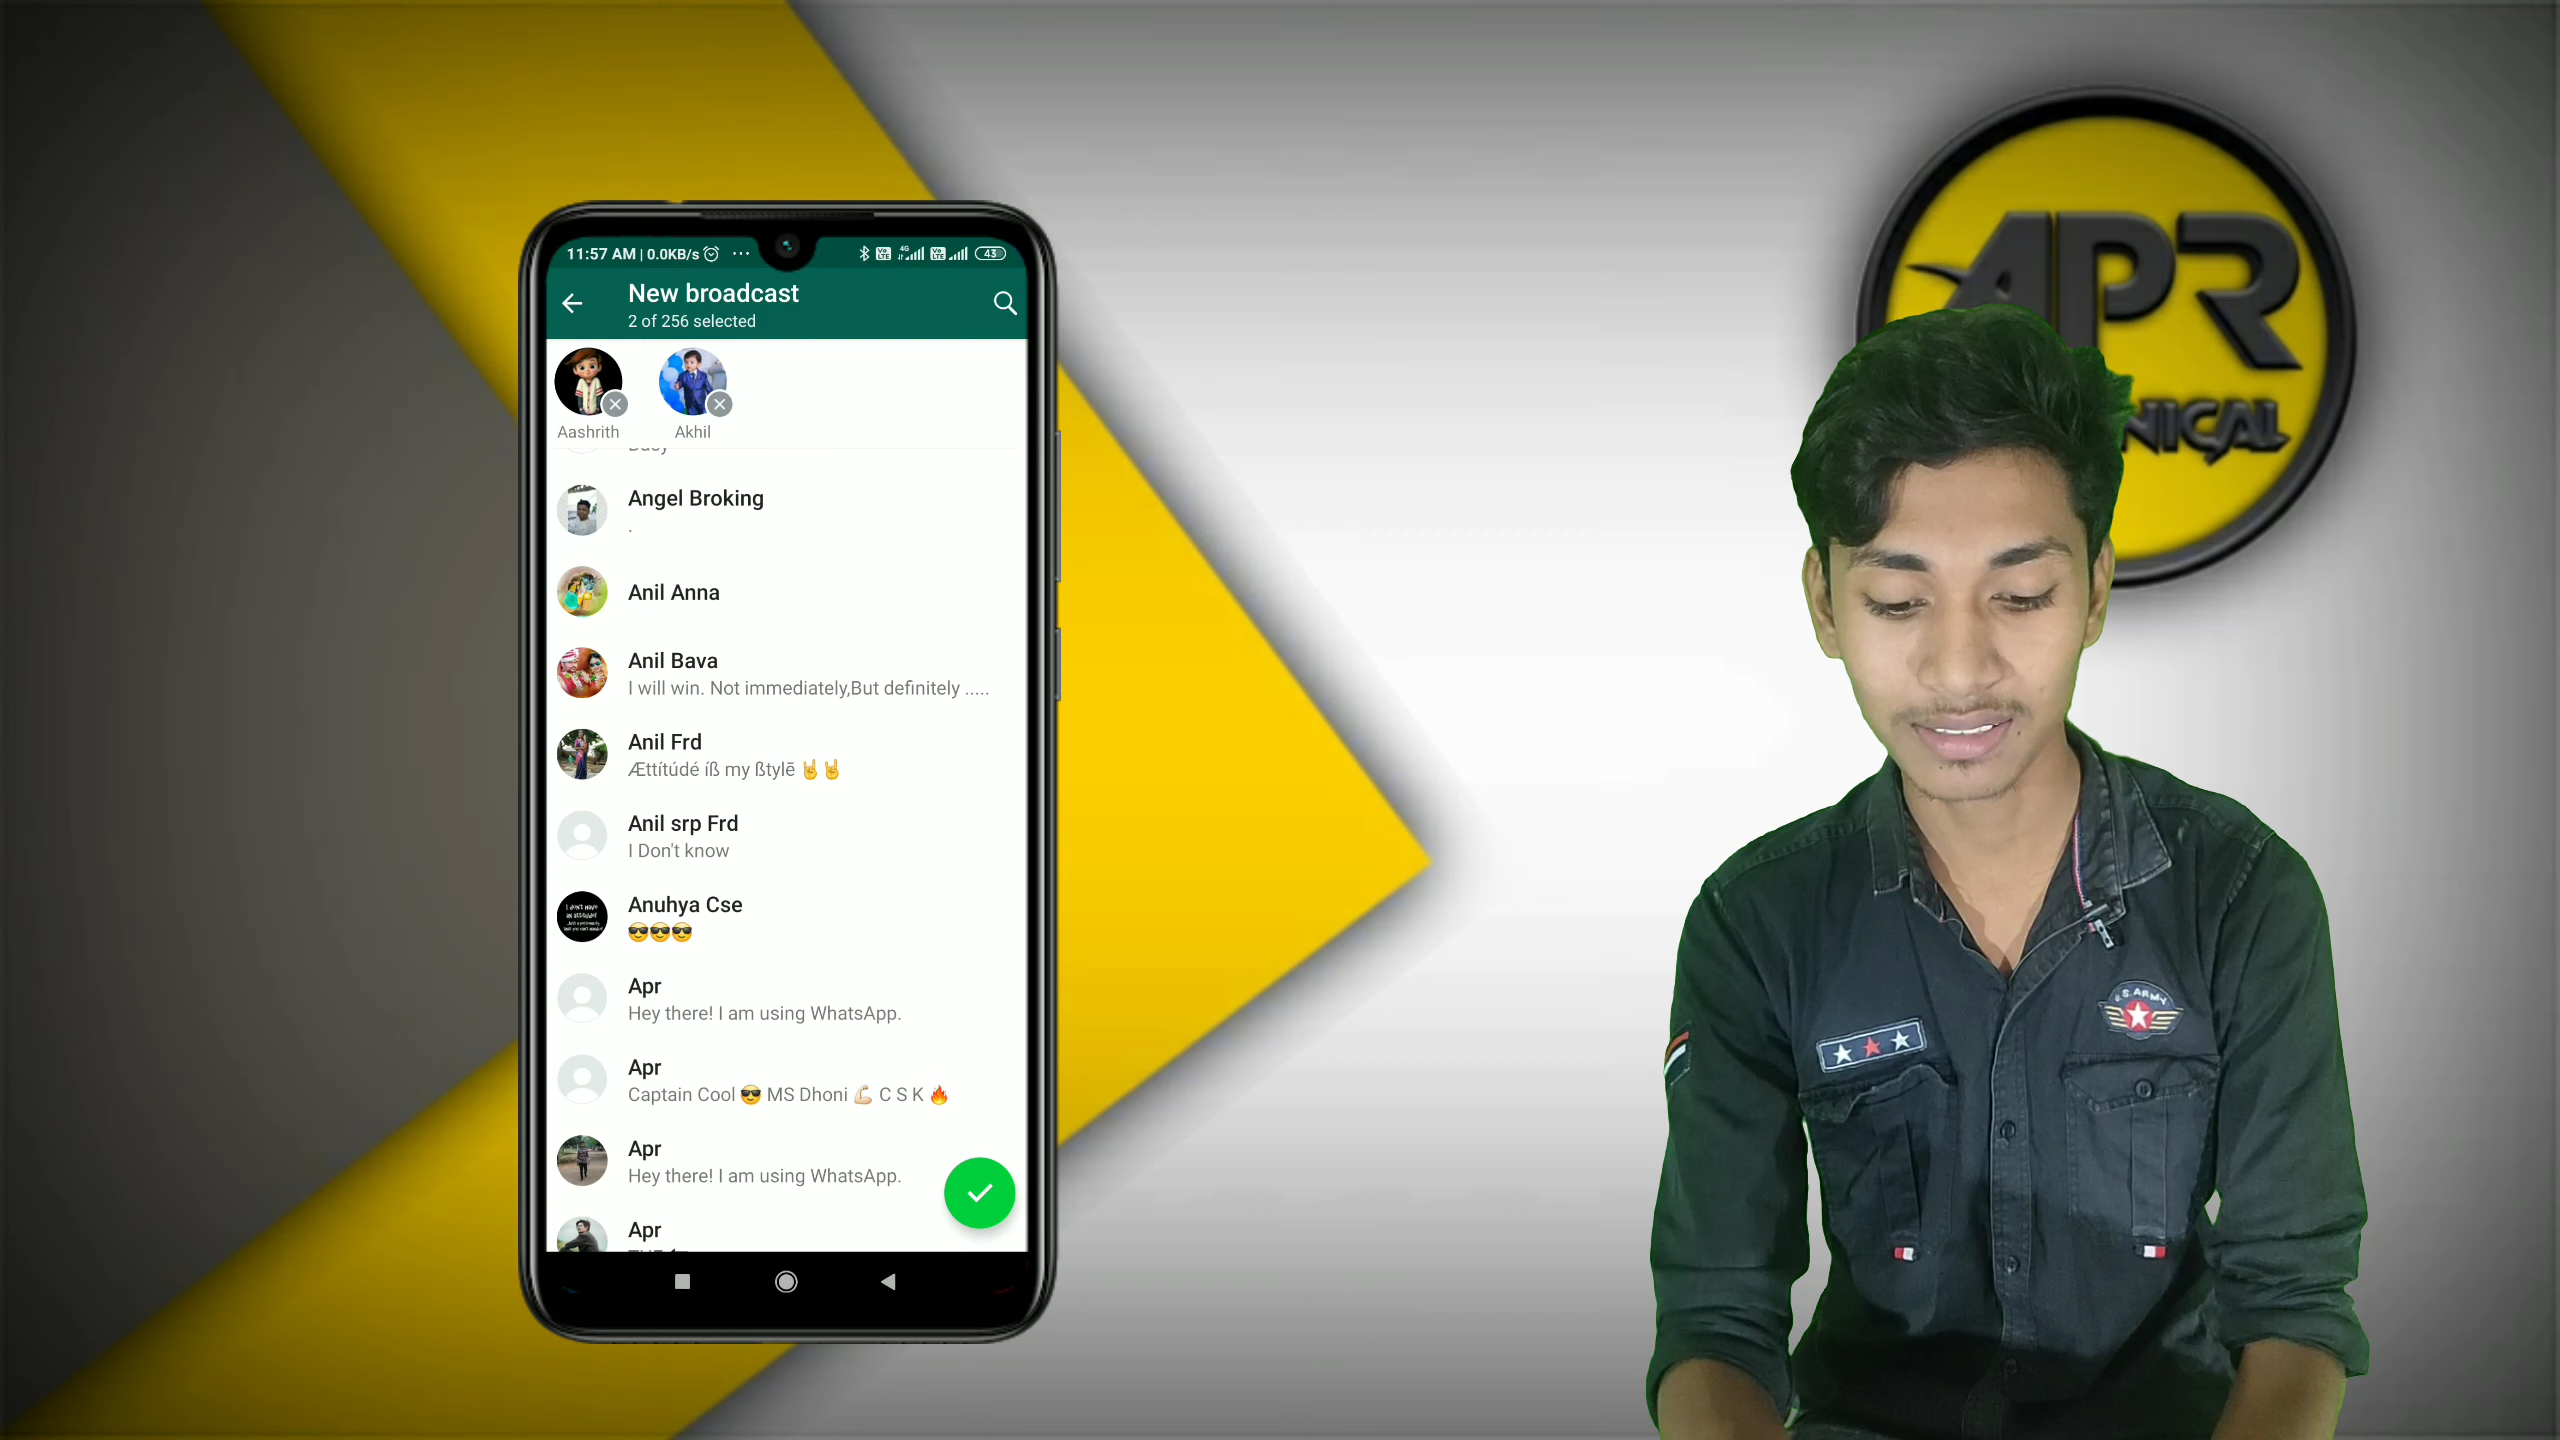 11:57 AM | 0.0KB/s ...
43
New broadcast
2 of 256 selected
Aashrith
Akhil
Angel Broking
.
Anil Anna
Anil Bava
I will win. Not immediately,But definitely .....
Anil Frd
Ættítúdé íß my ßtylē 🤘🤘
Anil srp Frd
I Don't know
Anuhya Cse
😎😎😎
Apr
Hey there! I am using WhatsApp.
Apr
Captain Cool 😎 MS Dhoni 💪🏻 C S K 🔥
Apr
Hey there! I am using WhatsApp.
Apr
APR
NICAL
U.S. ARMY